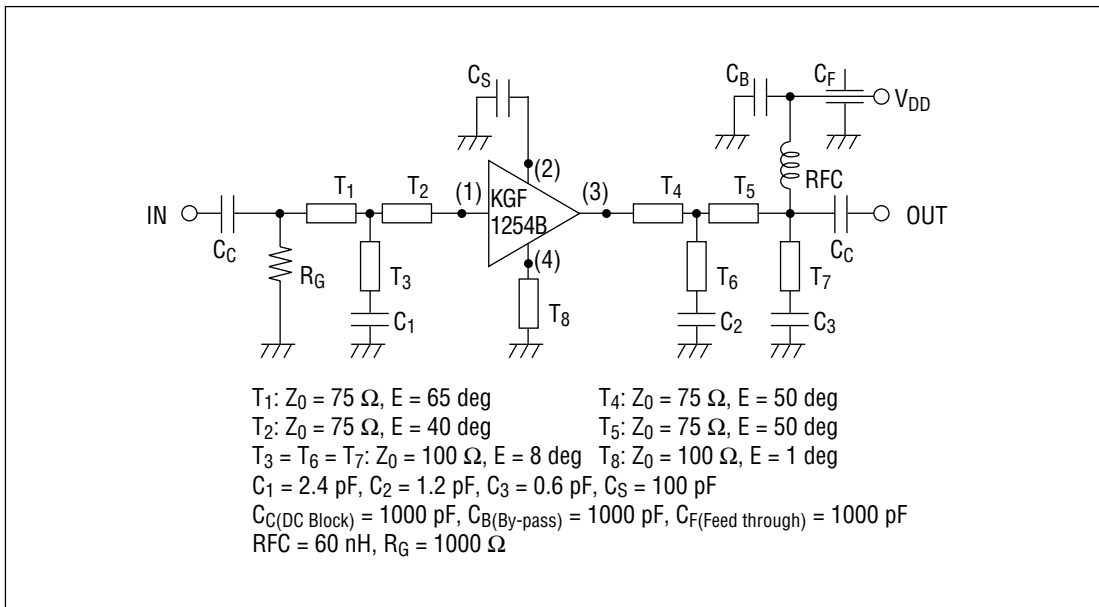 C_S
C_B
C_F
V_DD
(2)
RFC
T_1
T_2
(1)
KGF
1254B
(3)
T_4
T_5
IN
OUT
C_C
C_C
R_G
T_3
(4)
T_6
T_7
T_8
C_1
C_2
C_3
T_1: Z_0 = 75 Ω, E = 65 deg
T_4: Z_0 = 75 Ω, E = 50 deg
T_2: Z_0 = 75 Ω, E = 40 deg
T_5: Z_0 = 75 Ω, E = 50 deg
T_3 = T_6 = T_7: Z_0 = 100 Ω, E = 8 deg
T_8: Z_0 = 100 Ω, E = 1 deg
C_1 = 2.4 pF, C_2 = 1.2 pF, C_3 = 0.6 pF, C_S = 100 pF
C_C(DC Block) = 1000 pF, C_B(By-pass) = 1000 pF, C_F(Feed through) = 1000 pF
RFC = 60 nH, R_G = 1000 Ω